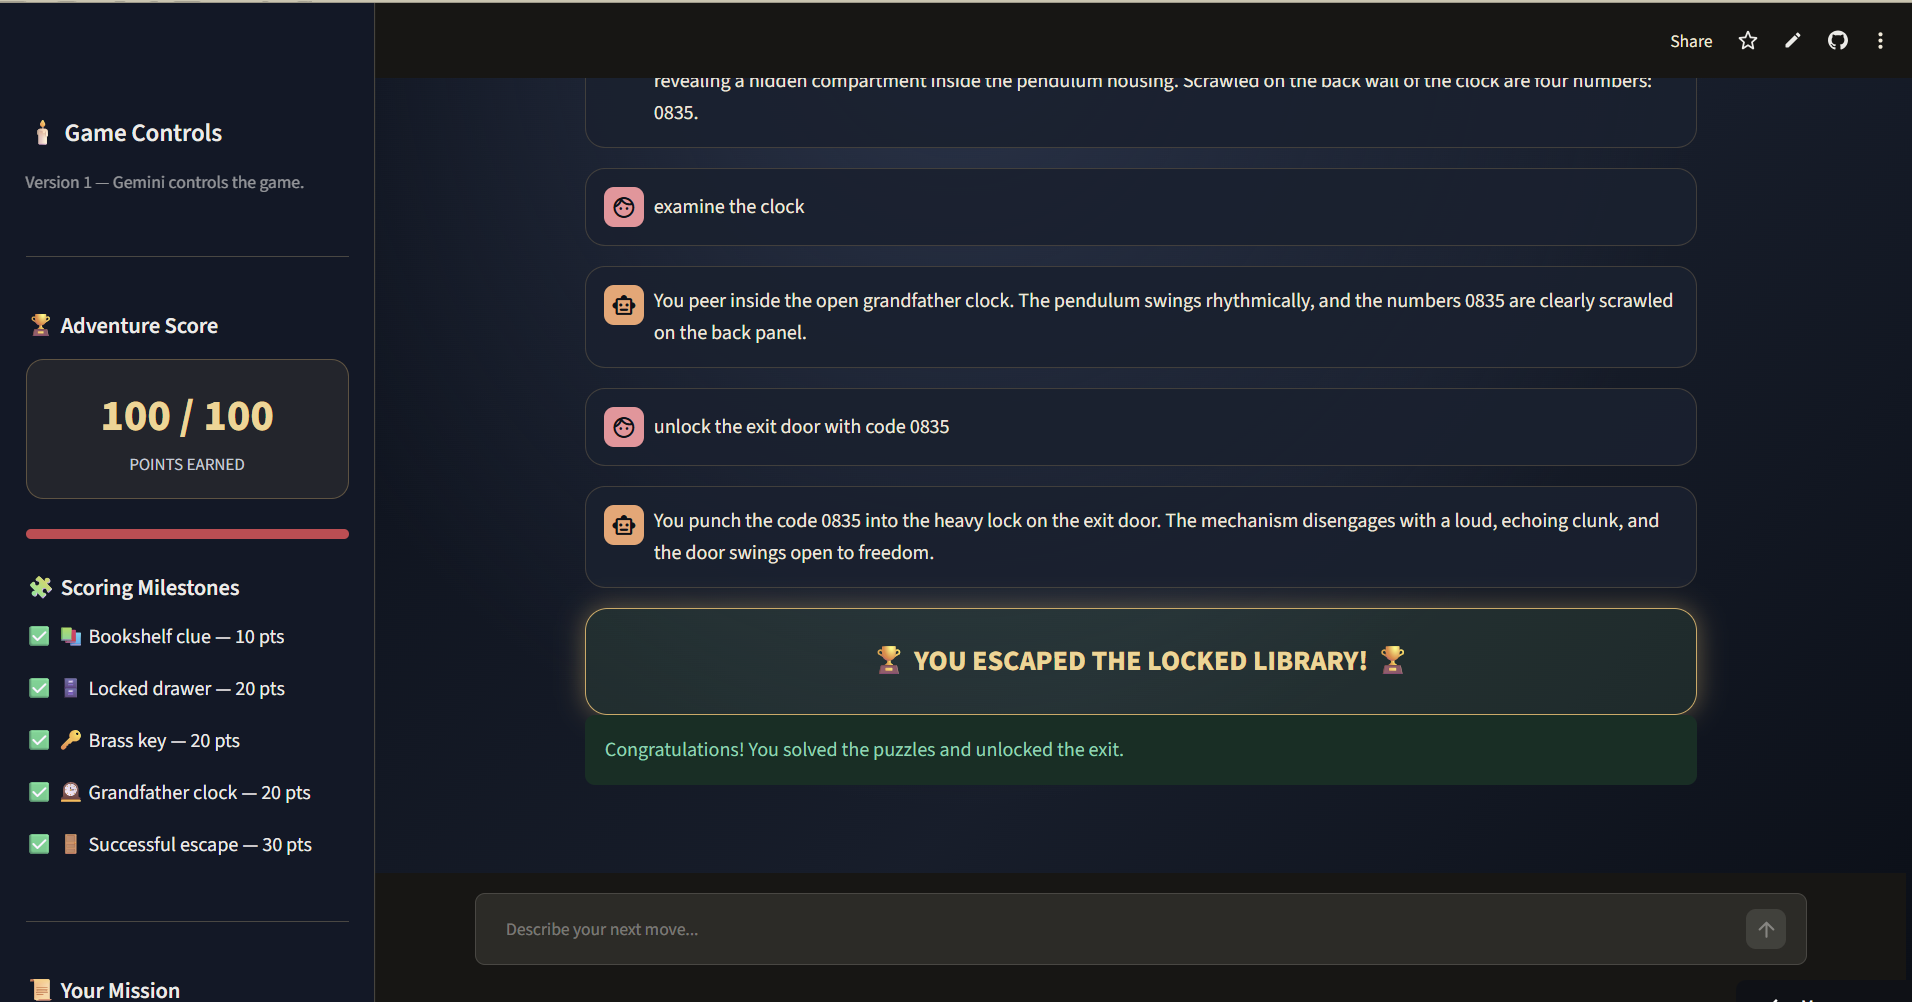 Share
Game Controls
Version 1 — Gemini controls the game.
Adventure Score
100 / 100
POINTS EARNED
Scoring Milestones
Bookshelf clue — 10 pts
Locked drawer — 20 pts
Brass key — 20 pts
Grandfather clock — 20 pts
Successful escape — 30 pts
Your Mission
revealing a hidden compartment inside the pendulum housing. Scrawled on the back wall of the clock are four numbers:
0835.
examine the clock
You peer inside the open grandfather clock. The pendulum swings rhythmically, and the numbers 0835 are clearly scrawled
on the back panel.
unlock the exit door with code 0835
You punch the code 0835 into the heavy lock on the exit door. The mechanism disengages with a loud, echoing clunk, and
the door swings open to freedom.
YOU ESCAPED THE LOCKED LIBRARY!
Congratulations! You solved the puzzles and unlocked the exit.
Describe your next move...